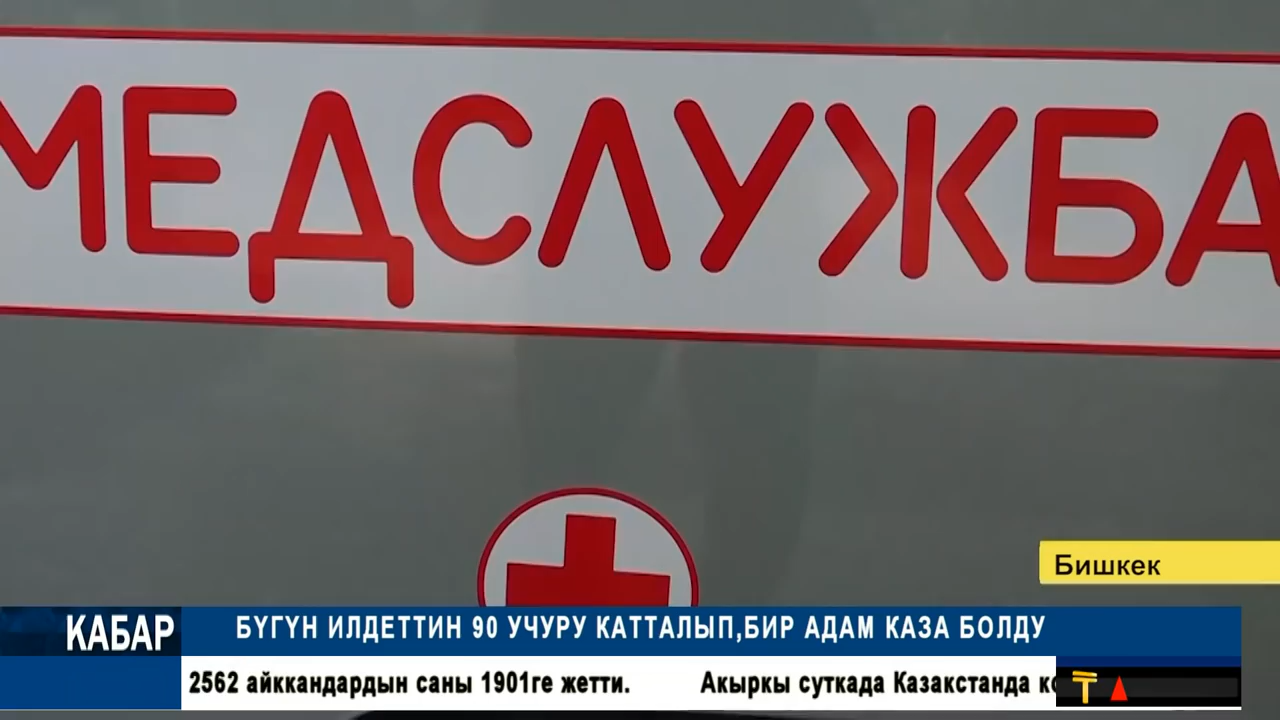 МЕДСЛУЖБА
Бишкек
КАБАР
БҮГҮН ИЛДЕТТИН 90 УЧУРУ КАТТАЛЫП,БИР АДАМ КАЗА БОЛДУ
2562 айккандардын саны 1901ге жетти. Акыркы суткада Казакстанда